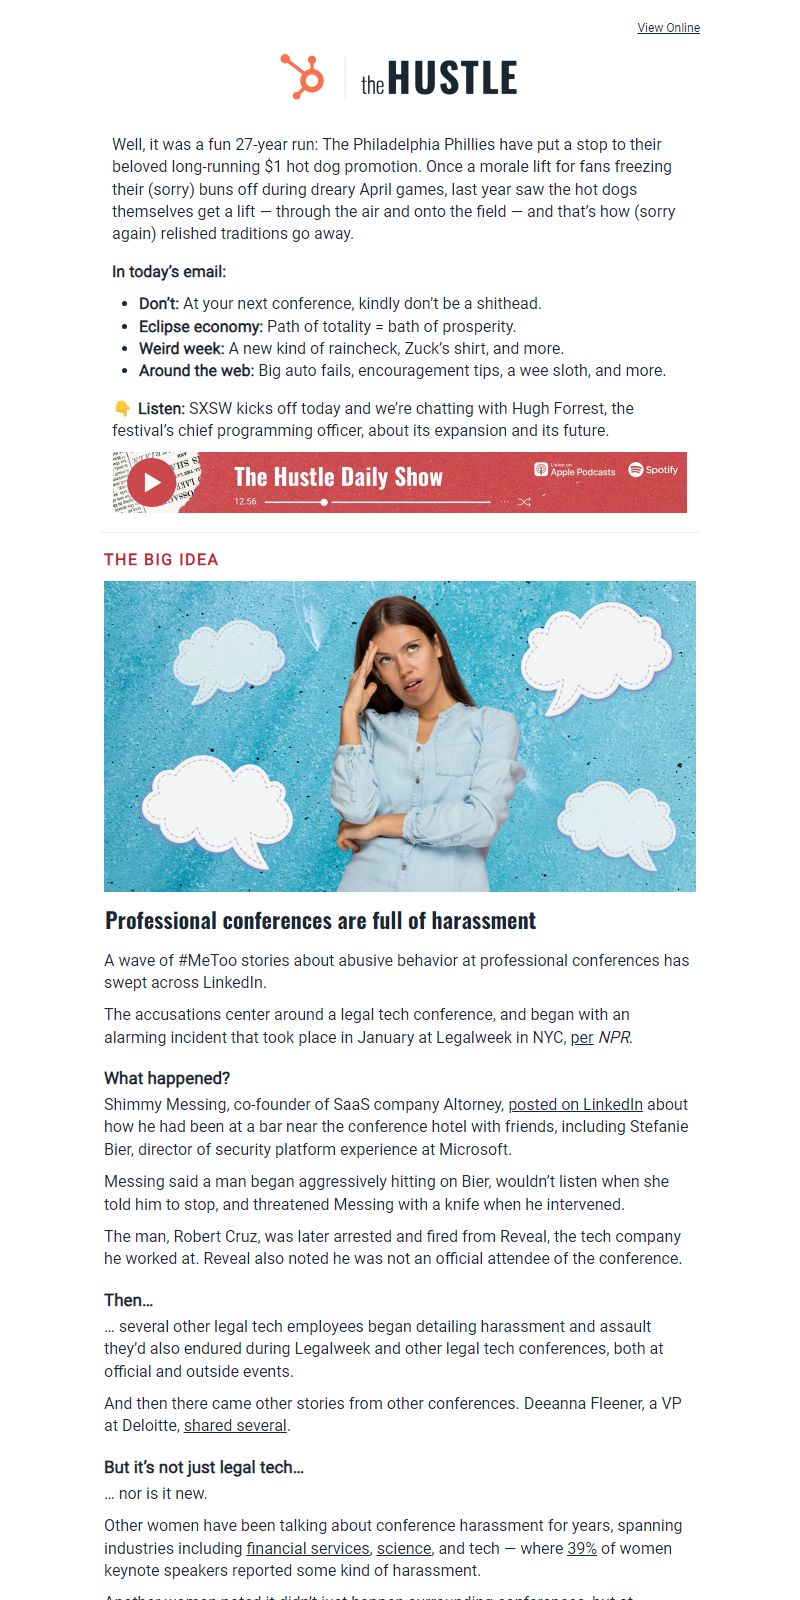 View Online
the HUSTLE
Well, it was a fun 27-year run: The Philadelphia Phillies have put a stop to their
beloved long-running $1 hot dog promotion. Once a morale lift for fans freezing
their (sorry) buns off during dreary April games, last year saw the hot dogs
themselves get a lift — through the air and onto the field — and that’s how (sorry
again) relished traditions go away.
In today’s email:
• Don’t: At your next conference, kindly don’t be a shithead.
• Eclipse economy: Path of totality = bath of prosperity.
• Weird week: A new kind of raincheck, Zuck’s shirt, and more.
• Around the web: Big auto fails, encouragement tips, a wee sloth, and more.
👇 Listen: SXSW kicks off today and we’re chatting with Hugh Forrest, the
festival’s chief programming officer, about its expansion and its future.
The Hustle Daily Show
Listen on
Apple Podcasts
Spotify
12:56
THE BIG IDEA
Professional conferences are full of harassment
A wave of #MeToo stories about abusive behavior at professional conferences has
swept across LinkedIn.
The accusations center around a legal tech conference, and began with an
alarming incident that took place in January at Legalweek in NYC, per NPR.
What happened?
Shimmy Messing, co-founder of SaaS company Altorney, posted on LinkedIn about
how he had been at a bar near the conference hotel with friends, including Stefanie
Bier, director of security platform experience at Microsoft.
Messing said a man began aggressively hitting on Bier, wouldn’t listen when she
told him to stop, and threatened Messing with a knife when he intervened.
The man, Robert Cruz, was later arrested and fired from Reveal, the tech company
he worked at. Reveal also noted he was not an official attendee of the conference.
Then…
… several other legal tech employees began detailing harassment and assault
they’d also endured during Legalweek and other legal tech conferences, both at
official and outside events.
And then there came other stories from other conferences. Deeanna Fleener, a VP
at Deloitte, shared several.
But it’s not just legal tech…
… nor is it new.
Other women have been talking about conference harassment for years, spanning
industries including financial services, science, and tech — where 39% of women
keynote speakers reported some kind of harassment.